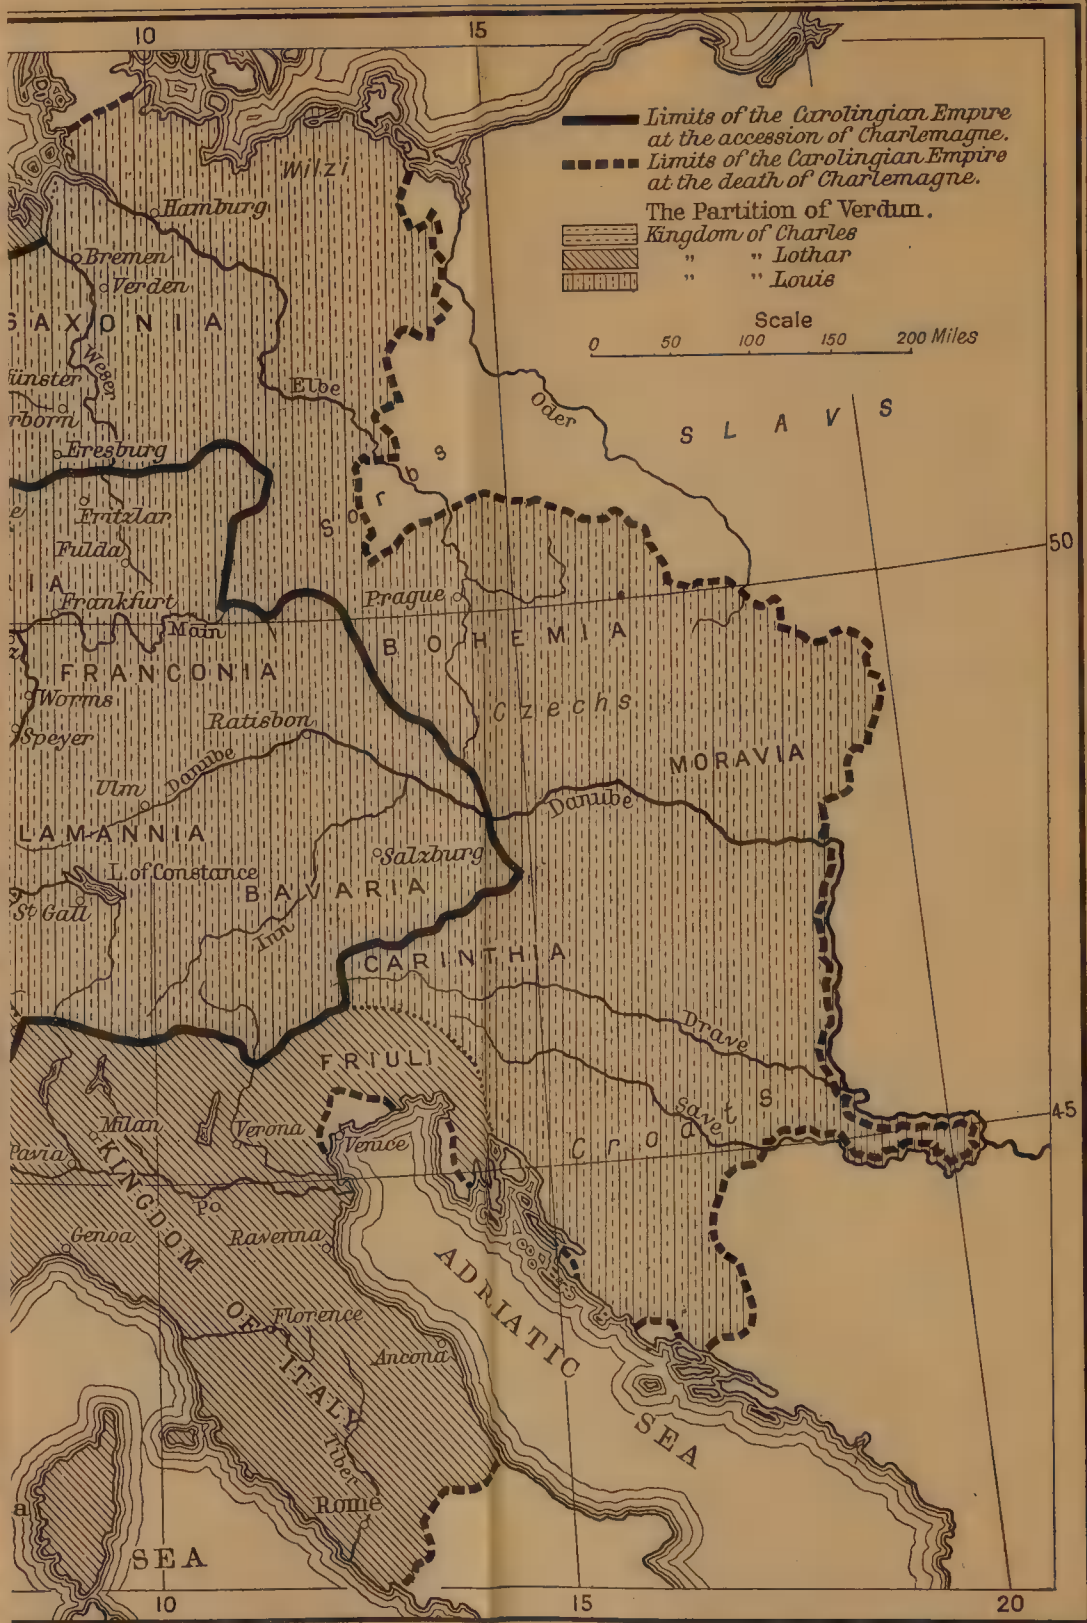 10
15
Limits of the Carolingian Empire
at the accession of Charlemagne.
Limits of the Carolingian Empire
at the death of Charlemagne.
The Partition of Verdun.
Kingdom of Charles
" " Lothar
" " Louis
Scale
0 50 100 150 200 Miles
Wilzi
Hamburg
Bremen
Verden
SAXONIA
Weser
ünster
Elbe
rborn
Oder
SLAVS
Eresburg
Sorbs
e
Fritzlar
Fulda
50
IA
Frankfurt
Prague
Main
BOHEMIA
z
FRANCONIA
Worms
Czechs
Ratisbon
Speyer
MORAVIA
Danube
Ulm
Danube
LAMANNIA
Salzburg
L. of Constance
BAVARIA
St Gall
Inn
CARINTHIA
Drave
FRIULI
Save
Croats
45
Milan
Verona
Venice
Pavia
KINGDOM OF ITALY
Po
Genoa
Ravenna
ADRIATIC SEA
Florence
Ancona
Tiber
Rome
a
SEA
10
15
20